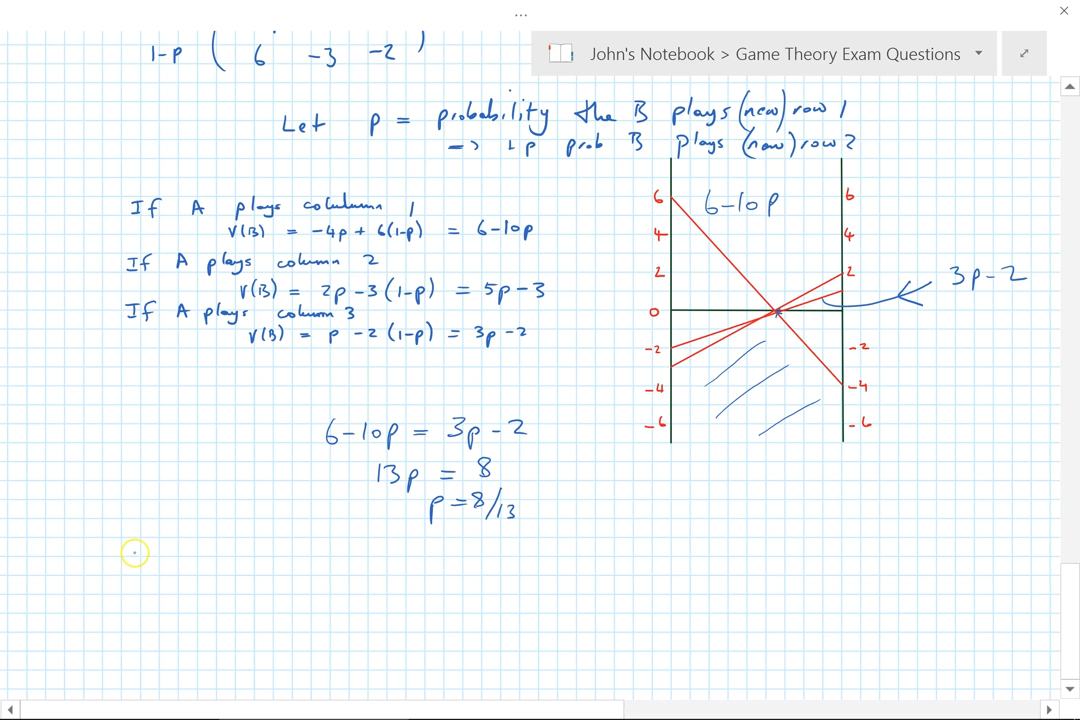 ...
1-p ( 6 -3 -2 )
John's Notebook > Game Theory Exam Questions
Let p = probability the B plays (new) row 1
→ 1-p prob B plays (new) row 2
If A plays coludumn 1
V(B) = -4p + 6(1-p) = 6-10p
If A plays column 2
V(B) = 2p -3(1-p) = 5p-3
If A plays column 3
V(B) = p -2(1-p) = 3p-2
6-10p = 3p-2
13p = 8
p = 8/13
6-10p
6 6
4 4
2 2
0
-2 -2
-4 -4
-6 -6
3p-2